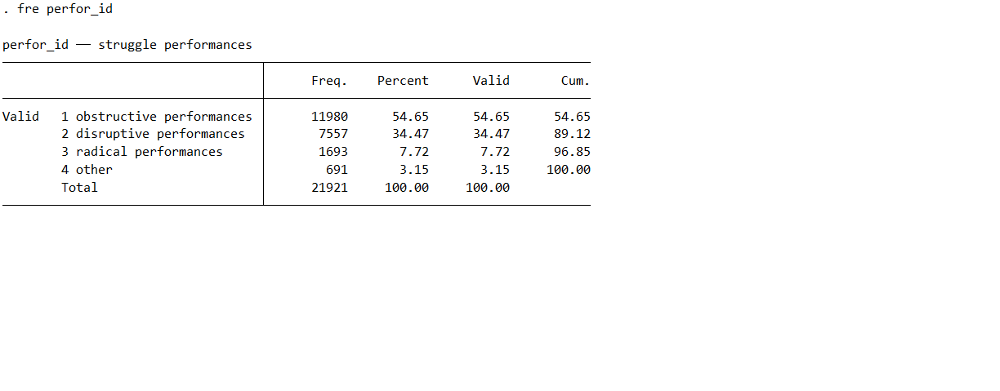 . fre perfor_id
perfor_id — struggle performances
Freq. Percent Valid Cum.
Valid 1 obstructive performances 11980 54.65 54.65 54.65
2 disruptive performances 7557 34.47 34.47 89.12
3 radical performances 1693 7.72 7.72 96.85
4 other 691 3.15 3.15 100.00
Total 21921 100.00 100.00